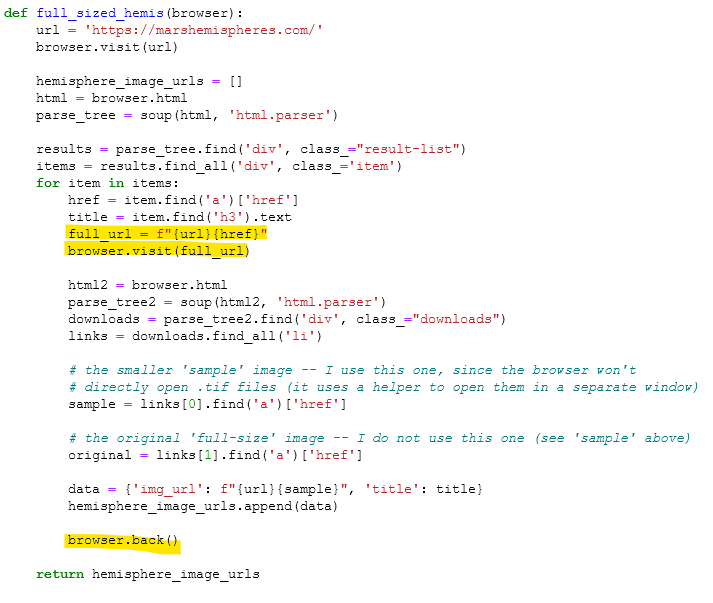 def full_sized_hemis(browser):
    url = 'https://marshemispheres.com/'
    browser.visit(url)

    hemisphere_image_urls = []
    html = browser.html
    parse_tree = soup(html, 'html.parser')

    results = parse_tree.find('div', class_="result-list")
    items = results.find_all('div', class_='item')
    for item in items:
        href = item.find('a')['href']
        title = item.find('h3').text
        full_url = f"{url}{href}"
        browser.visit(full_url)

        html2 = browser.html
        parse_tree2 = soup(html2, 'html.parser')
        downloads = parse_tree2.find('div', class_="downloads")
        links = downloads.find_all('li')

        # the smaller 'sample' image -- I use this one, since the browser won't
        # directly open .tif files (it uses a helper to open them in a separate window)
        sample = links[0].find('a')['href']

        # the original 'full-size' image -- I do not use this one (see 'sample' above)
        original = links[1].find('a')['href']

        data = {'img_url': f"{url}{sample}", 'title': title}
        hemisphere_image_urls.append(data)

        browser.back()

    return hemisphere_image_urls